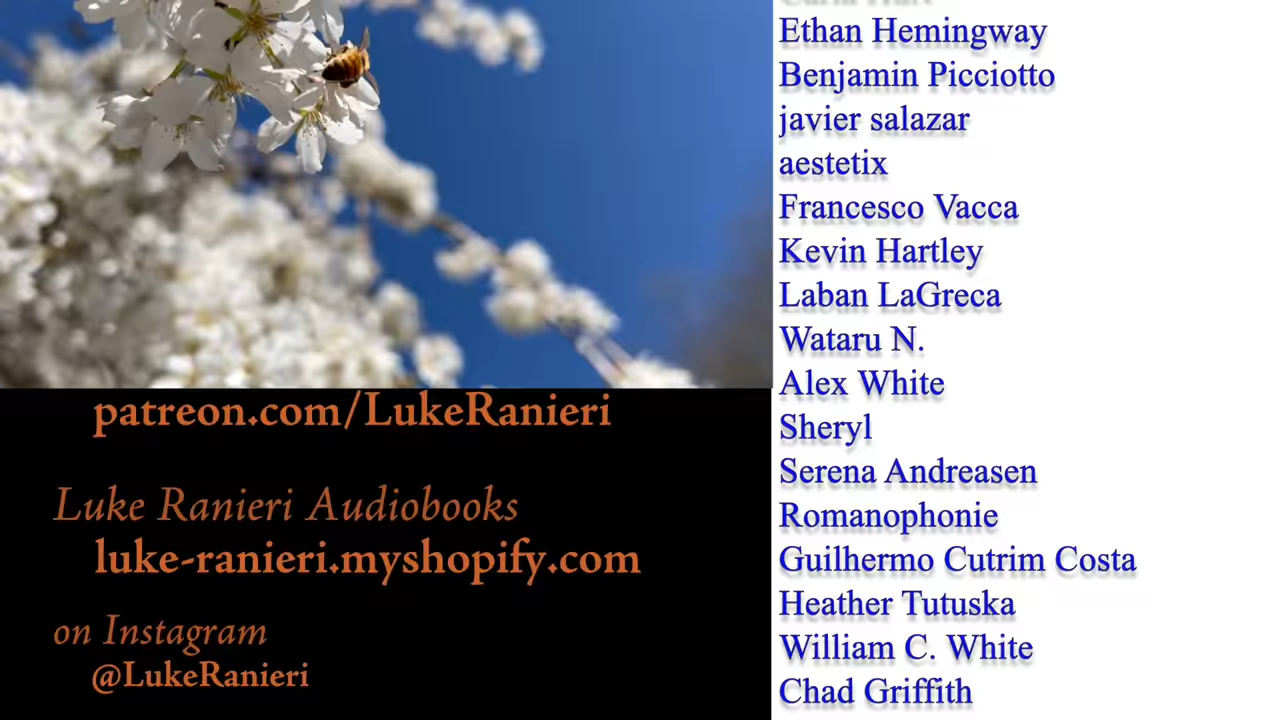 patreon.com/LukeRanieri
Luke Ranieri Audiobooks
luke-ranieri.myshopify.com
on Instagram
@LukeRanieri
Ethan Hemingway
Benjamin Picciotto
javier salazar
aestetix
Francesco Vacca
Kevin Hartley
Laban LaGreca
Wataru N.
Alex White
Sheryl
Serena Andreasen
Romanophonie
Guilhermo Cutrim Costa
Heather Tutuska
William C. White
Chad Griffith